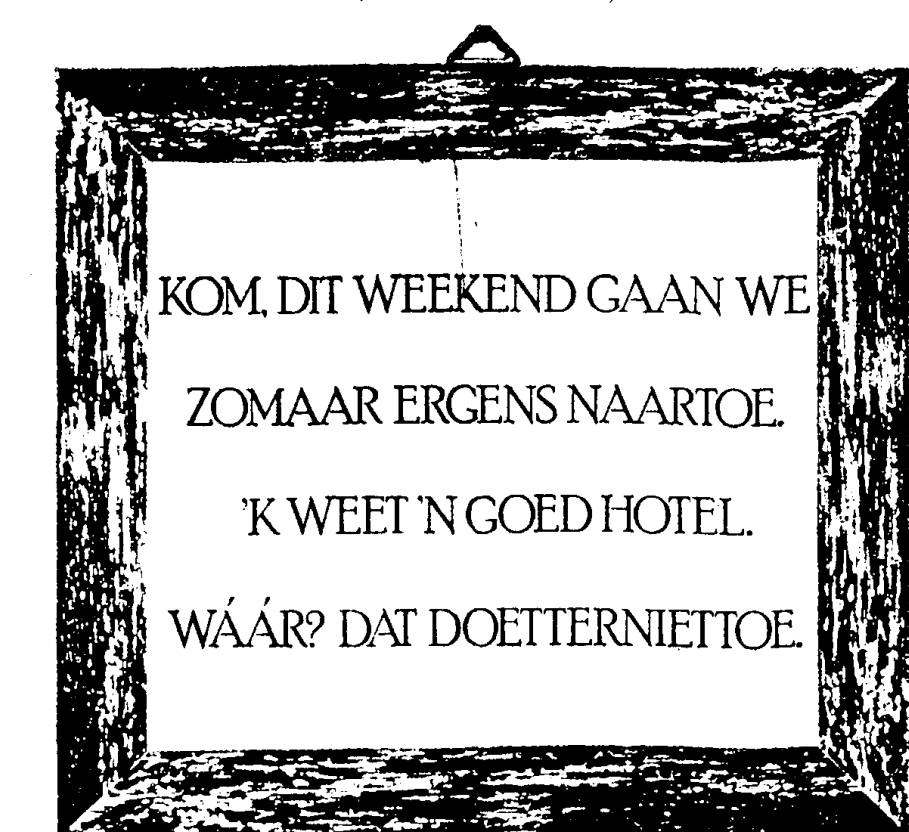 KOM, DIT WEEKEND GAAN WE
ZOMAAR ERGENS NAARTOE.
'K WEET 'N GOED HOTEL.
WÁÁR? DAT DOETTERNIETTOE.